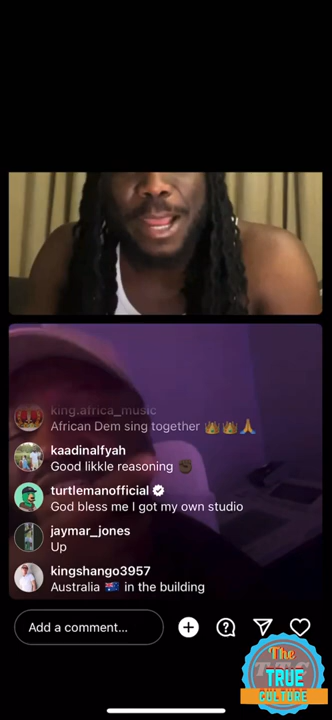 king.africa_music
African Dem sing together 👑👑🙏
kaadinalfyah
Good likkle reasoning ✊🏿
turtlemanofficial
God bless me I got my own studio
jaymar_jones
Up
kingshango3957
Australia 🇦🇺 in the building
Add a comment...
The
TTC
TRUE
CULTURE